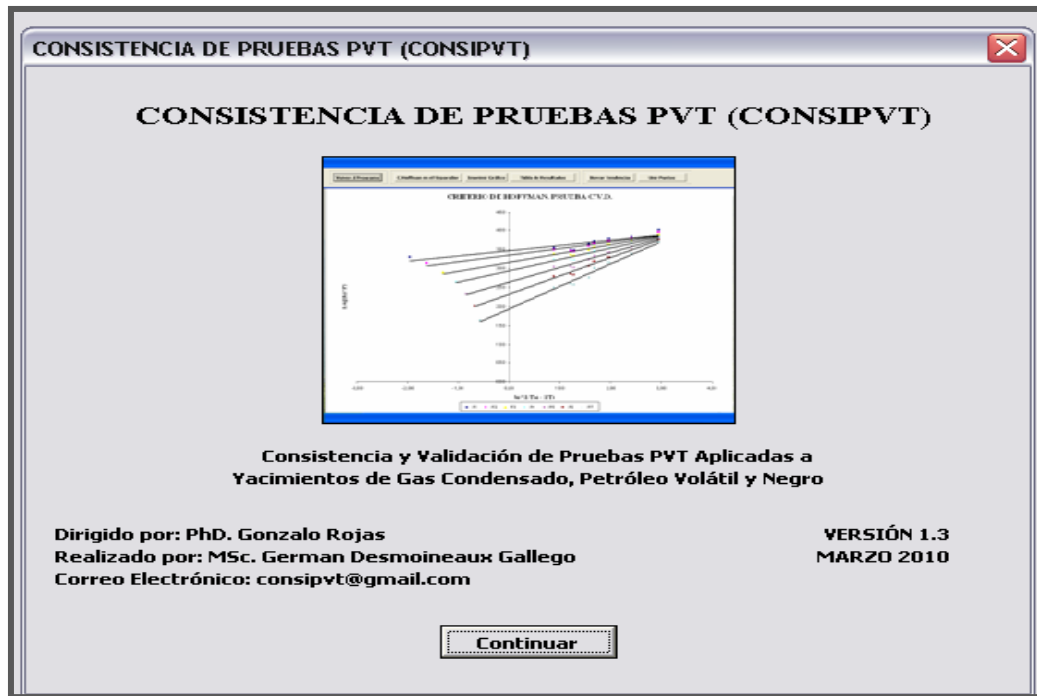 CONSISTENCIA DE PRUEBAS PVT (CONSIPVT)
CONSISTENCIA DE PRUEBAS PVT (CONSIPVT)
CRITERIO DE HOFFMAN. PRUEBA C.V.D.
Consistencia y Validación de Pruebas PVT Aplicadas a
Yacimientos de Gas Condensado, Petróleo Volátil y Negro
Dirigido por: PhD. Gonzalo Rojas
VERSIÓN 1.3
Realizado por: MSc. German Desmoineaux Gallego
MARZO 2010
Correo Electrónico: consipvt@gmail.com
Continuar